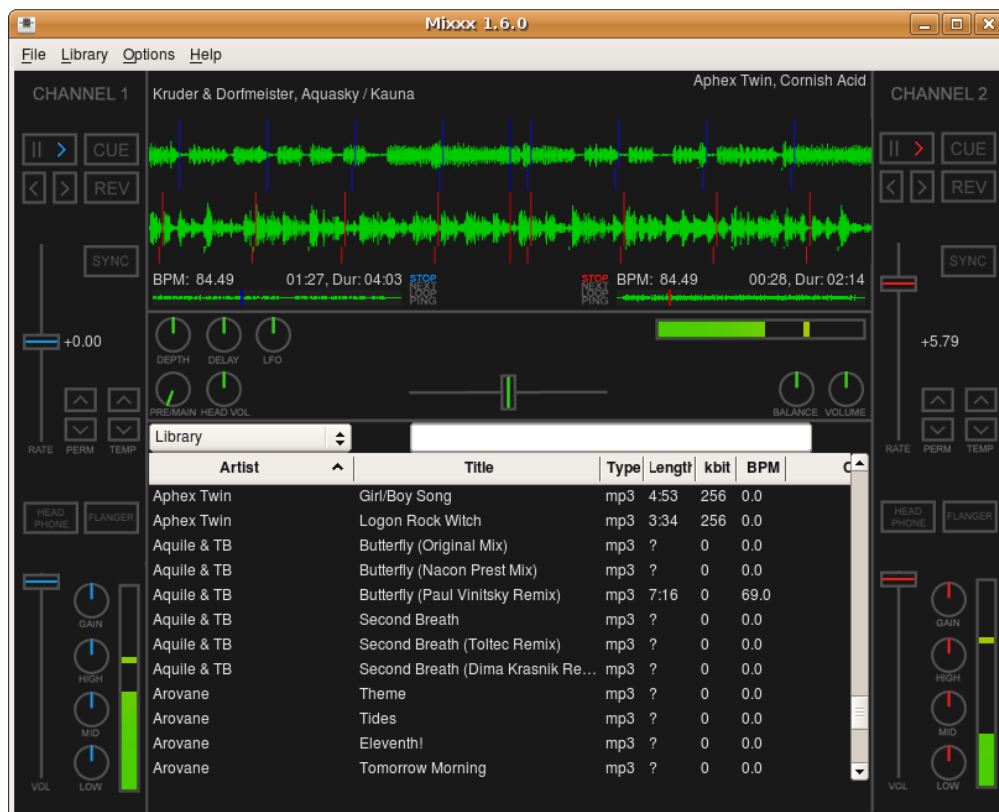 Mixxx 1.6.0
File Library Options Help
CHANNEL 1
Kruder & Dorfmeister, Aquasky / Kauna
Aphex Twin, Cornish Acid
CHANNEL 2
CUE
CUE
REV
REV
SYNC
SYNC
BPM: 84.49 01:27, Dur: 04:03
STOP
NEXT
LOOP
PING
STOP
NEXT
LOOP
PING
BPM: 84.49 00:28, Dur: 02:14
+0.00
+5.79
DEPTH DELAY LFO
PRE/MAIN HEAD VOL
BALANCE VOLUME
RATE PERM TEMP
RATE PERM TEMP
Library
Artist Title Type Length kbit BPM C
Aphex Twin Girl/Boy Song mp3 4:53 256 0.0
Aphex Twin Logon Rock Witch mp3 3:34 256 0.0
Aquile & TB Butterfly (Original Mix) mp3 ? 0 0.0
Aquile & TB Butterfly (Nacon Prest Mix) mp3 ? 0 0.0
Aquile & TB Butterfly (Paul Vinitsky Remix) mp3 7:16 0 69.0
Aquile & TB Second Breath mp3 ? 0 0.0
Aquile & TB Second Breath (Toltec Remix) mp3 ? 0 0.0
Aquile & TB Second Breath (Dima Krasnik Re... mp3 ? 0 0.0
Arovane Theme mp3 ? 0 0.0
Arovane Tides mp3 ? 0 0.0
Arovane Eleventh! mp3 ? 0 0.0
Arovane Tomorrow Morning mp3 ? 0 0.0
HEAD PHONE
FLANGER
HEAD PHONE
FLANGER
GAIN
HIGH
MID
VOL LOW
GAIN
HIGH
MID
VOL LOW